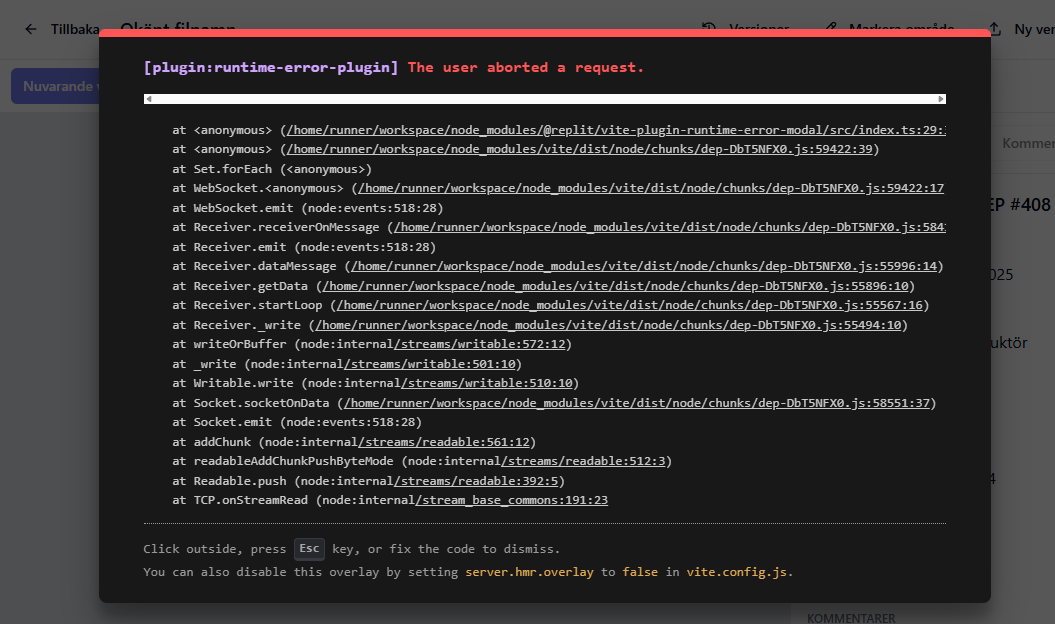 Tillbaka Okänt filnamn Versioner Markera område Ny ver
[plugin:runtime-error-plugin] The user aborted a request.
Nuvarande
at <anonymous> (/home/runner/workspace/node_modules/@replit/vite-plugin-runtime-error-modal/src/index.ts:29:
at <anonymous> (/home/runner/workspace/node_modules/vite/dist/node/chunks/dep-DbT5NFX0.js:59422:39)
Kommen
at Set.forEach (<anonymous>)
at WebSocket.<anonymous> (/home/runner/workspace/node_modules/vite/dist/node/chunks/dep-DbT5NFX0.js:59422:17
at WebSocket.emit (node:events:518:28)
EP #408
at Receiver.receiverOnMessage (/home/runner/workspace/node_modules/vite/dist/node/chunks/dep-DbT5NFX0.js:584
at Receiver.emit (node:events:518:28)
at Receiver.dataMessage (/home/runner/workspace/node_modules/vite/dist/node/chunks/dep-DbT5NFX0.js:55996:14)
025
at Receiver.getData (/home/runner/workspace/node_modules/vite/dist/node/chunks/dep-DbT5NFX0.js:55896:10)
at Receiver.startLoop (/home/runner/workspace/node_modules/vite/dist/node/chunks/dep-DbT5NFX0.js:55567:16)
at Receiver._write (/home/runner/workspace/node_modules/vite/dist/node/chunks/dep-DbT5NFX0.js:55494:10)
at writeOrBuffer (node:internal/streams/writable:572:12)
uktör
at _write (node:internal/streams/writable:501:10)
at Writable.write (node:internal/streams/writable:510:10)
at Socket.socketOnData (/home/runner/workspace/node_modules/vite/dist/node/chunks/dep-DbT5NFX0.js:58551:37)
at Socket.emit (node:events:518:28)
at addChunk (node:internal/streams/readable:561:12)
at readableAddChunkPushByteMode (node:internal/streams/readable:512:3)
at Readable.push (node:internal/streams/readable:392:5)
4
at TCP.onStreamRead (node:internal/stream_base_commons:191:23
Click outside, press Esc key, or fix the code to dismiss.
You can also disable this overlay by setting server.hmr.overlay to false in vite.config.js.
KOMMENTARER